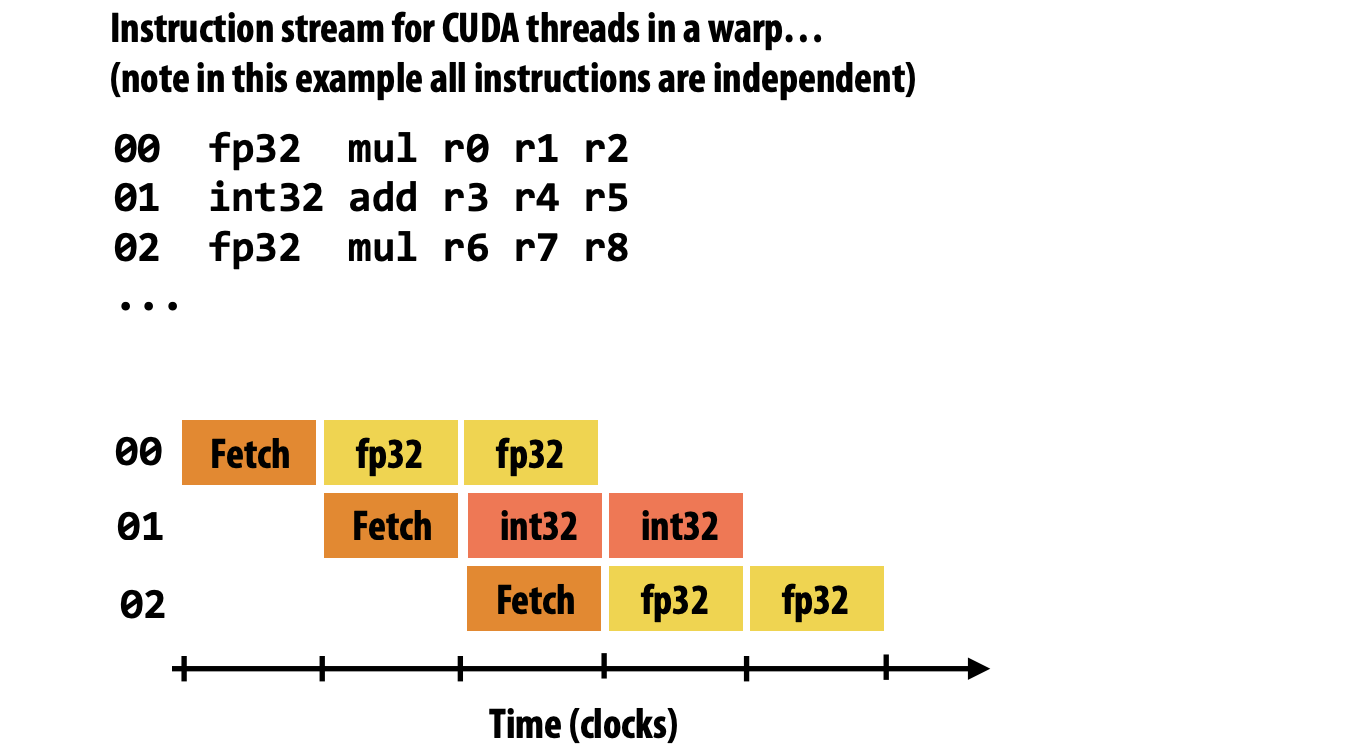 Instruction stream for CUDA threads in a warp…
(note in this example all instructions are independent)
00 fp32 mul r0 r1 r2
01 int32 add r3 r4 r5
02 fp32 mul r6 r7 r8
...
00 Fetch fp32 fp32
01 Fetch int32 int32
02 Fetch fp32 fp32
Time (clocks)